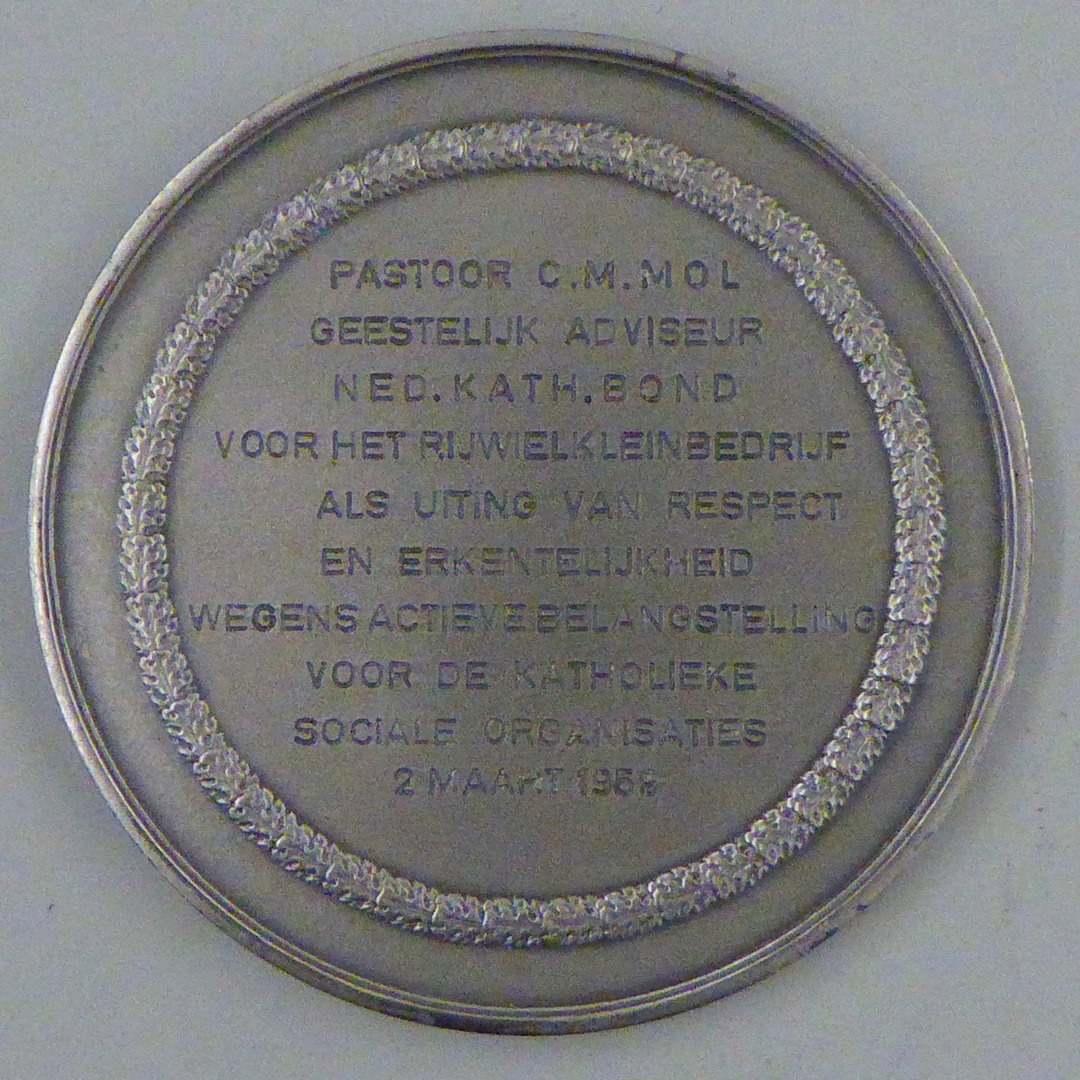 PASTOOR C.M.MOL
GEESTELIJK ADVISEUR
NED.KATH.BOND
VOOR HET RIJWIELKLEINBEDRIJF
ALS UITING VAN RESPECT
EN ERKENTELIJKHEID
WEGENS ACTIEVE BELANGSTELLING
VOOR DE KATHOLIEKE
SOCIALE ORGANISATIES
2 MAART 1959